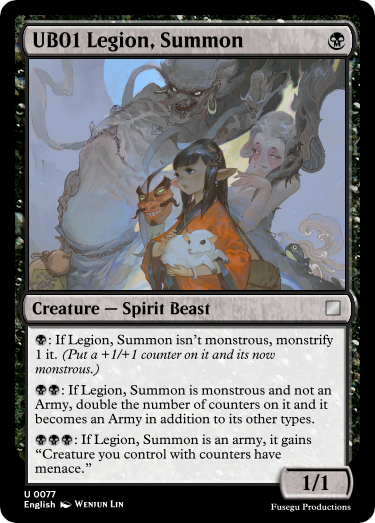 UB01 Legion, Summon
Creature — Spirit Beast
: If Legion, Summon isn't monstrous, monstrify
1 it. (Put a +1/+1 counter on it and its now
monstrous.)
: If Legion, Summon is monstrous and not an
Army, double the number of counters on it and it
becomes an Army in addition to its other types.
: If Legion, Summon is an army, it gains
“Creature you control with counters have
menace.”
1/1
U 0077
English Wenjun Lin
Fusegu Productions